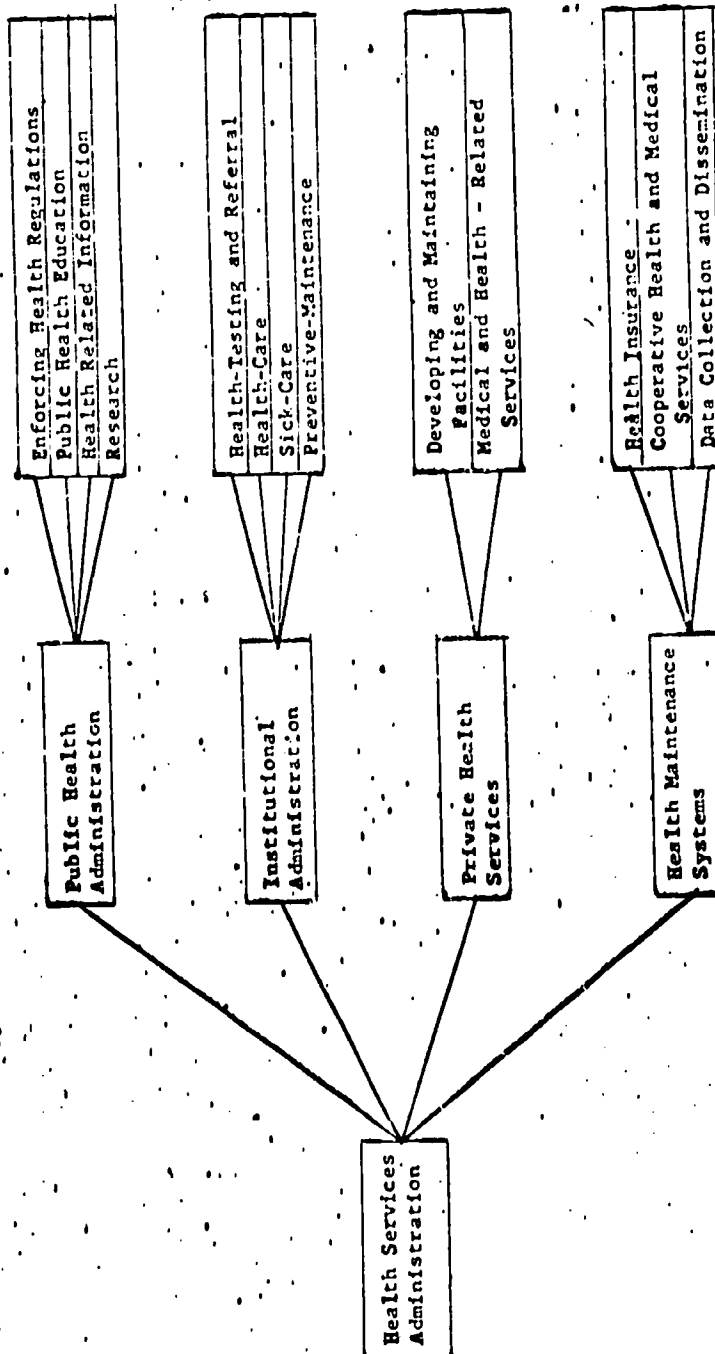 Health Services
Administration
Public Health
Administration
Enforcing Health Regulations
Public Health Education
Health Related Information
Research
Institutional
Administration
Health-Testing and Referral
Health-Care
Sick-Care
Preventive-Maintenance
Private Health
Services
Developing and Maintaining
Facilities
Medical and Health - Related
Services
Health Maintenance
Systems
Health Insurance
Cooperative Health and Medical
Services
Data Collection and Dissemination